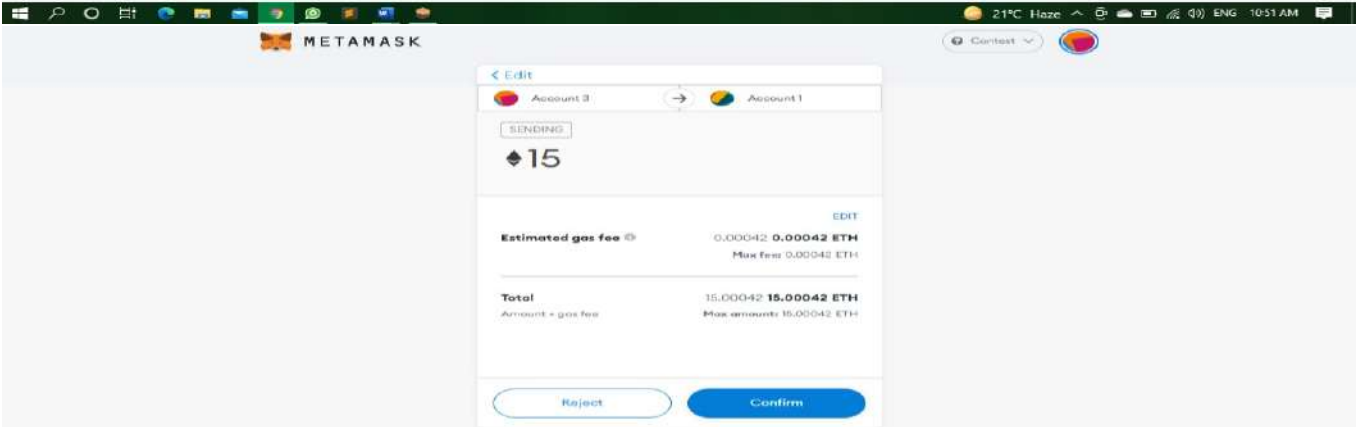 21°C Haze ENG 10:51 AM
METAMASK
Contest
< Edit
Account 3 → Account 1
SENDING
15
EDIT
Estimated gas fee 0.00042 0.00042 ETH
Max fee: 0.00042 ETH
Total 15.00042 15.00042 ETH
Amount + gas fee Max amount: 15.00042 ETH
Reject Confirm